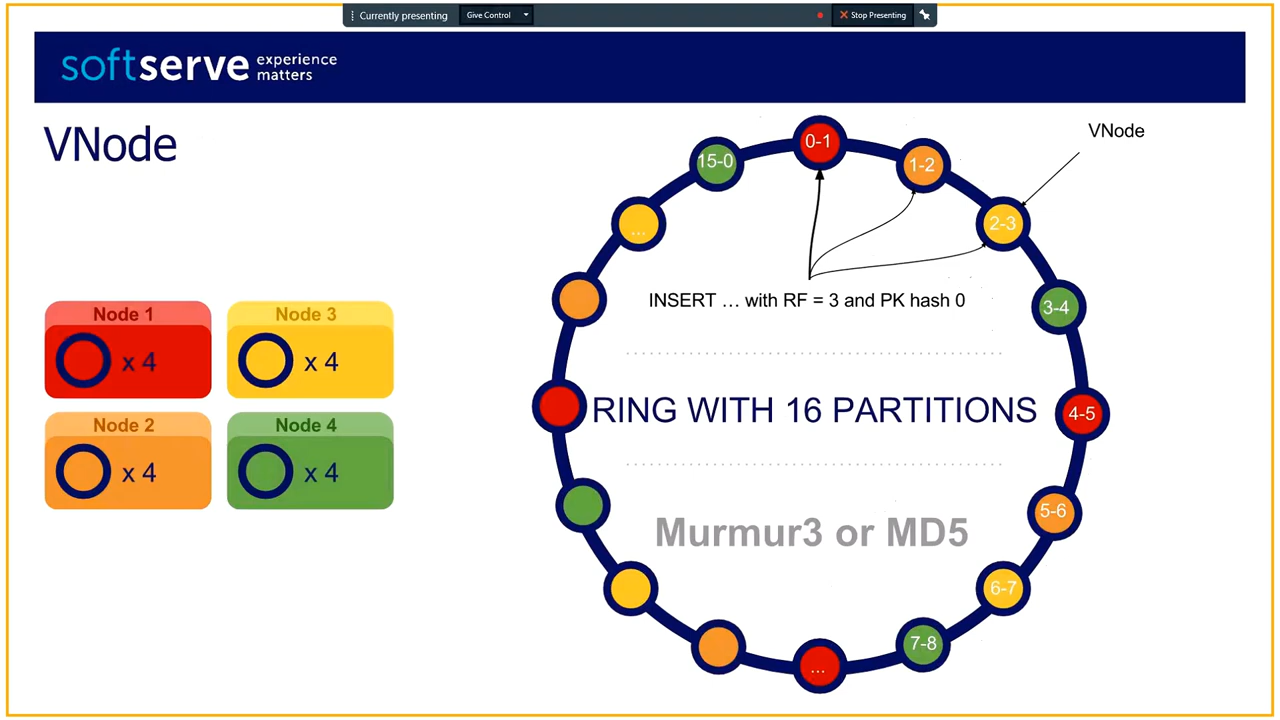 Currently presenting
Give Control
Stop Presenting
softserve experience matters
VNode
VNode
0-1
1-2
2-3
3-4
4-5
5-6
6-7
7-8
...
...
15-0
INSERT ... with RF = 3 and PK hash 0
RING WITH 16 PARTITIONS
Murmur3 or MD5
Node 1
x 4
Node 3
x 4
Node 2
x 4
Node 4
x 4